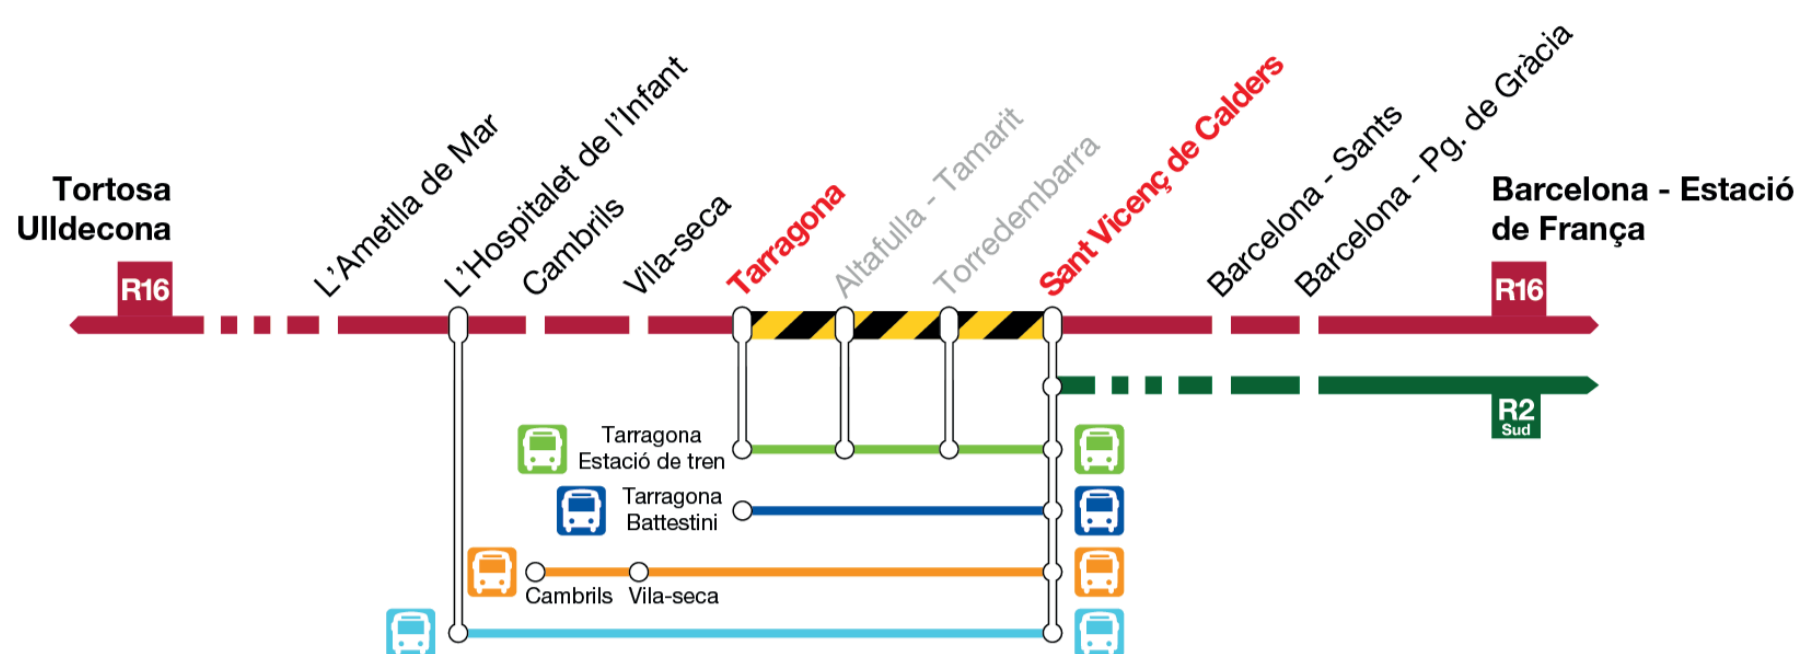 Tortosa
Ulldecona
R16
L'Ametlla de Mar
L'Hospitalet de l'Infant
Cambrils
Vila-seca
Tarragona
Altafulla - Tamarit
Torredembarra
Sant Vicenç de Calders
Barcelona - Sants
Barcelona - Pg. de Gràcia
Barcelona - Estació
de França
R16
R2
Sud
Tarragona
Estació de tren
Tarragona
Battestini
Cambrils
Vila-seca